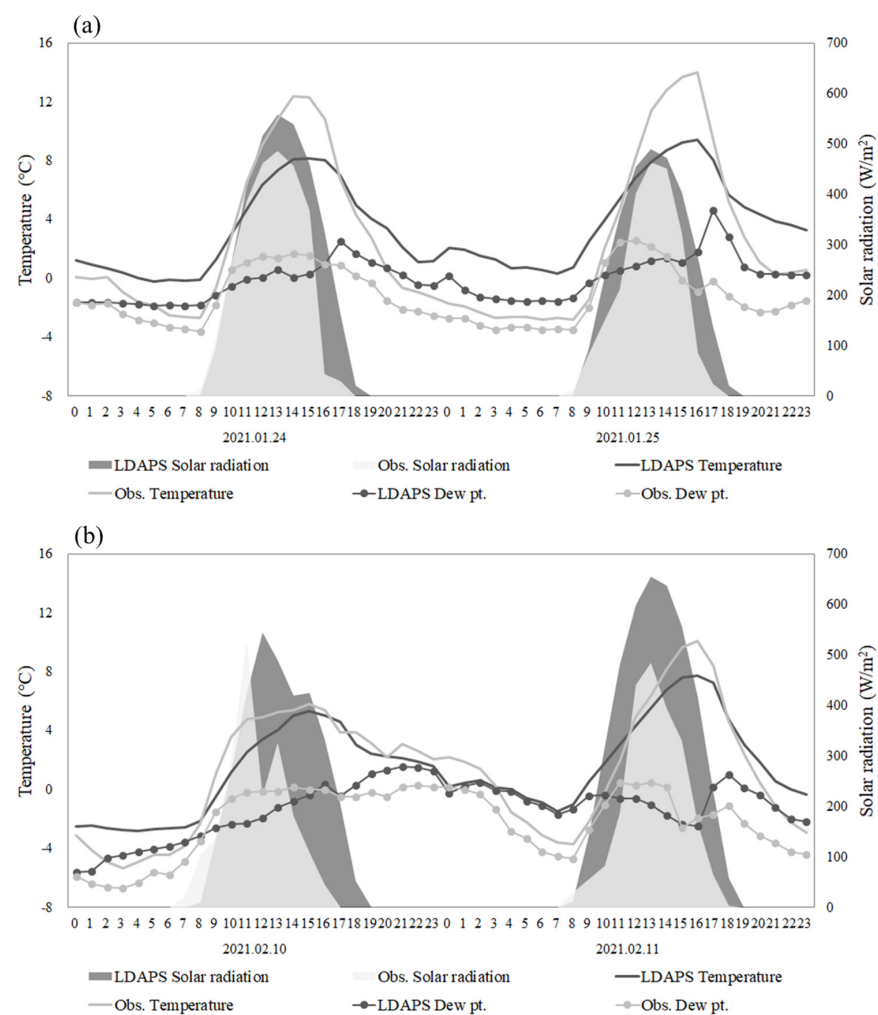 (a)
16
12
8
4
0
-4
-8
Temperature (℃)
700
600
500
400
300
200
100
0
Solar radiation (W/m²)
0 1 2 3 4 5 6 7 8 9 10 11 12 13 14 15 16 17 18 19 20 21 22 23 0 1 2 3 4 5 6 7 8 9 10 11 12 13 14 15 16 17 18 19 20 21 22 23
2021.01.24 2021.01.25
LDAPS Solar radiation Obs. Solar radiation LDAPS Temperature
Obs. Temperature LDAPS Dew pt. Obs. Dew pt.
(b)
16
12
8
4
0
-4
-8
Temperature (℃)
700
600
500
400
300
200
100
0
Solar radiation (W/m²)
0 1 2 3 4 5 6 7 8 9 10 11 12 13 14 15 16 17 18 19 20 21 22 23 0 1 2 3 4 5 6 7 8 9 10 11 12 13 14 15 16 17 18 19 20 21 22 23
2021.02.10 2021.02.11
LDAPS Solar radiation Obs. Solar radiation LDAPS Temperature
Obs. Temperature LDAPS Dew pt. Obs. Dew pt.